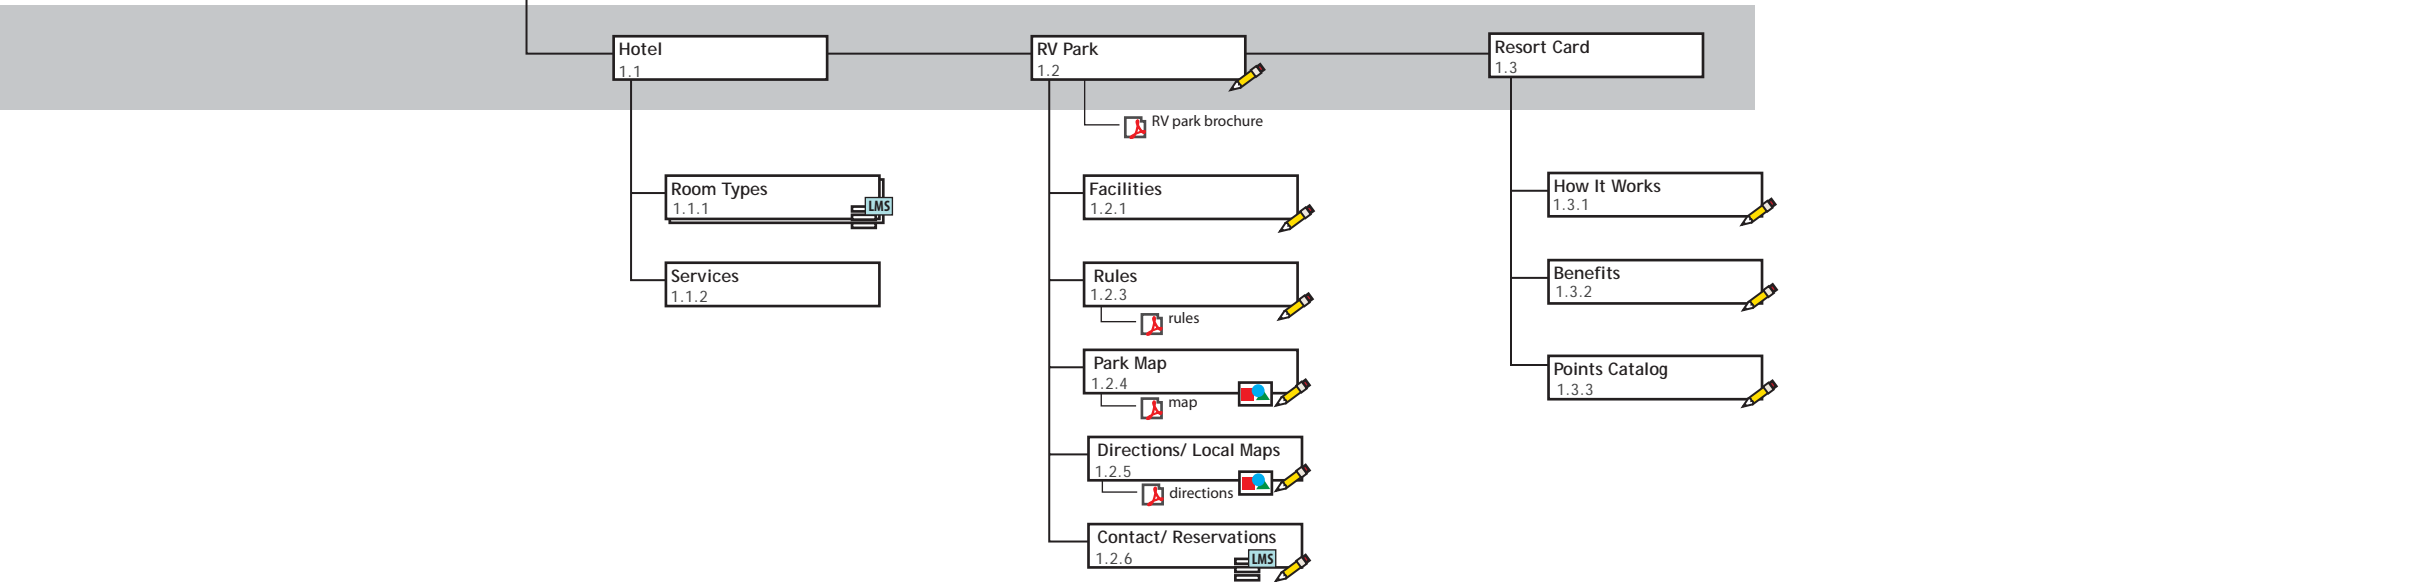 Hotel
1.1
RV Park
1.2
Resort Card
1.3
RV park brochure
Room Types
1.1.1
LMS
Services
1.1.2
Facilities
1.2.1
Rules
1.2.3
rules
Park Map
1.2.4
map
Directions/ Local Maps
1.2.5
directions
Contact/ Reservations
1.2.6
LMS
How It Works
1.3.1
Benefits
1.3.2
Points Catalog
1.3.3